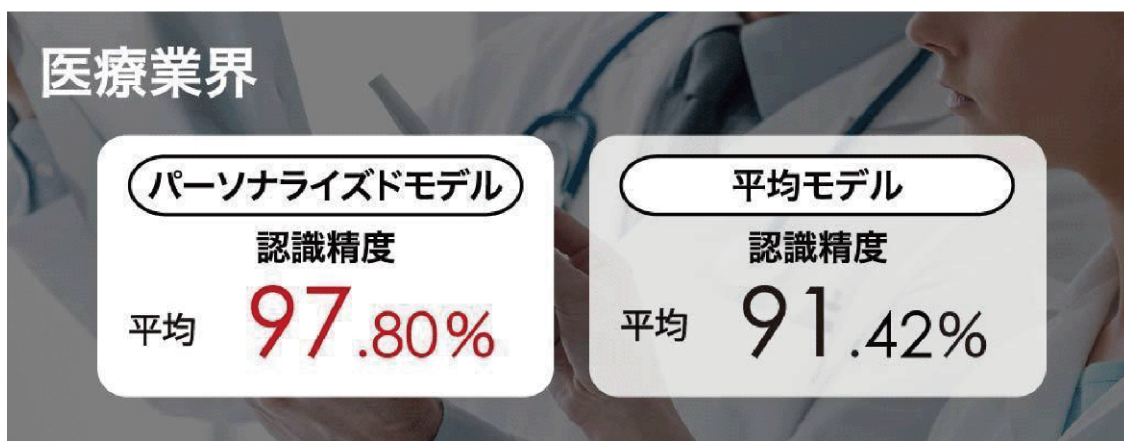 医療業界
パーソナライズドモデル
認識精度
平均 97.80%
平均モデル
認識精度
平均 91.42%